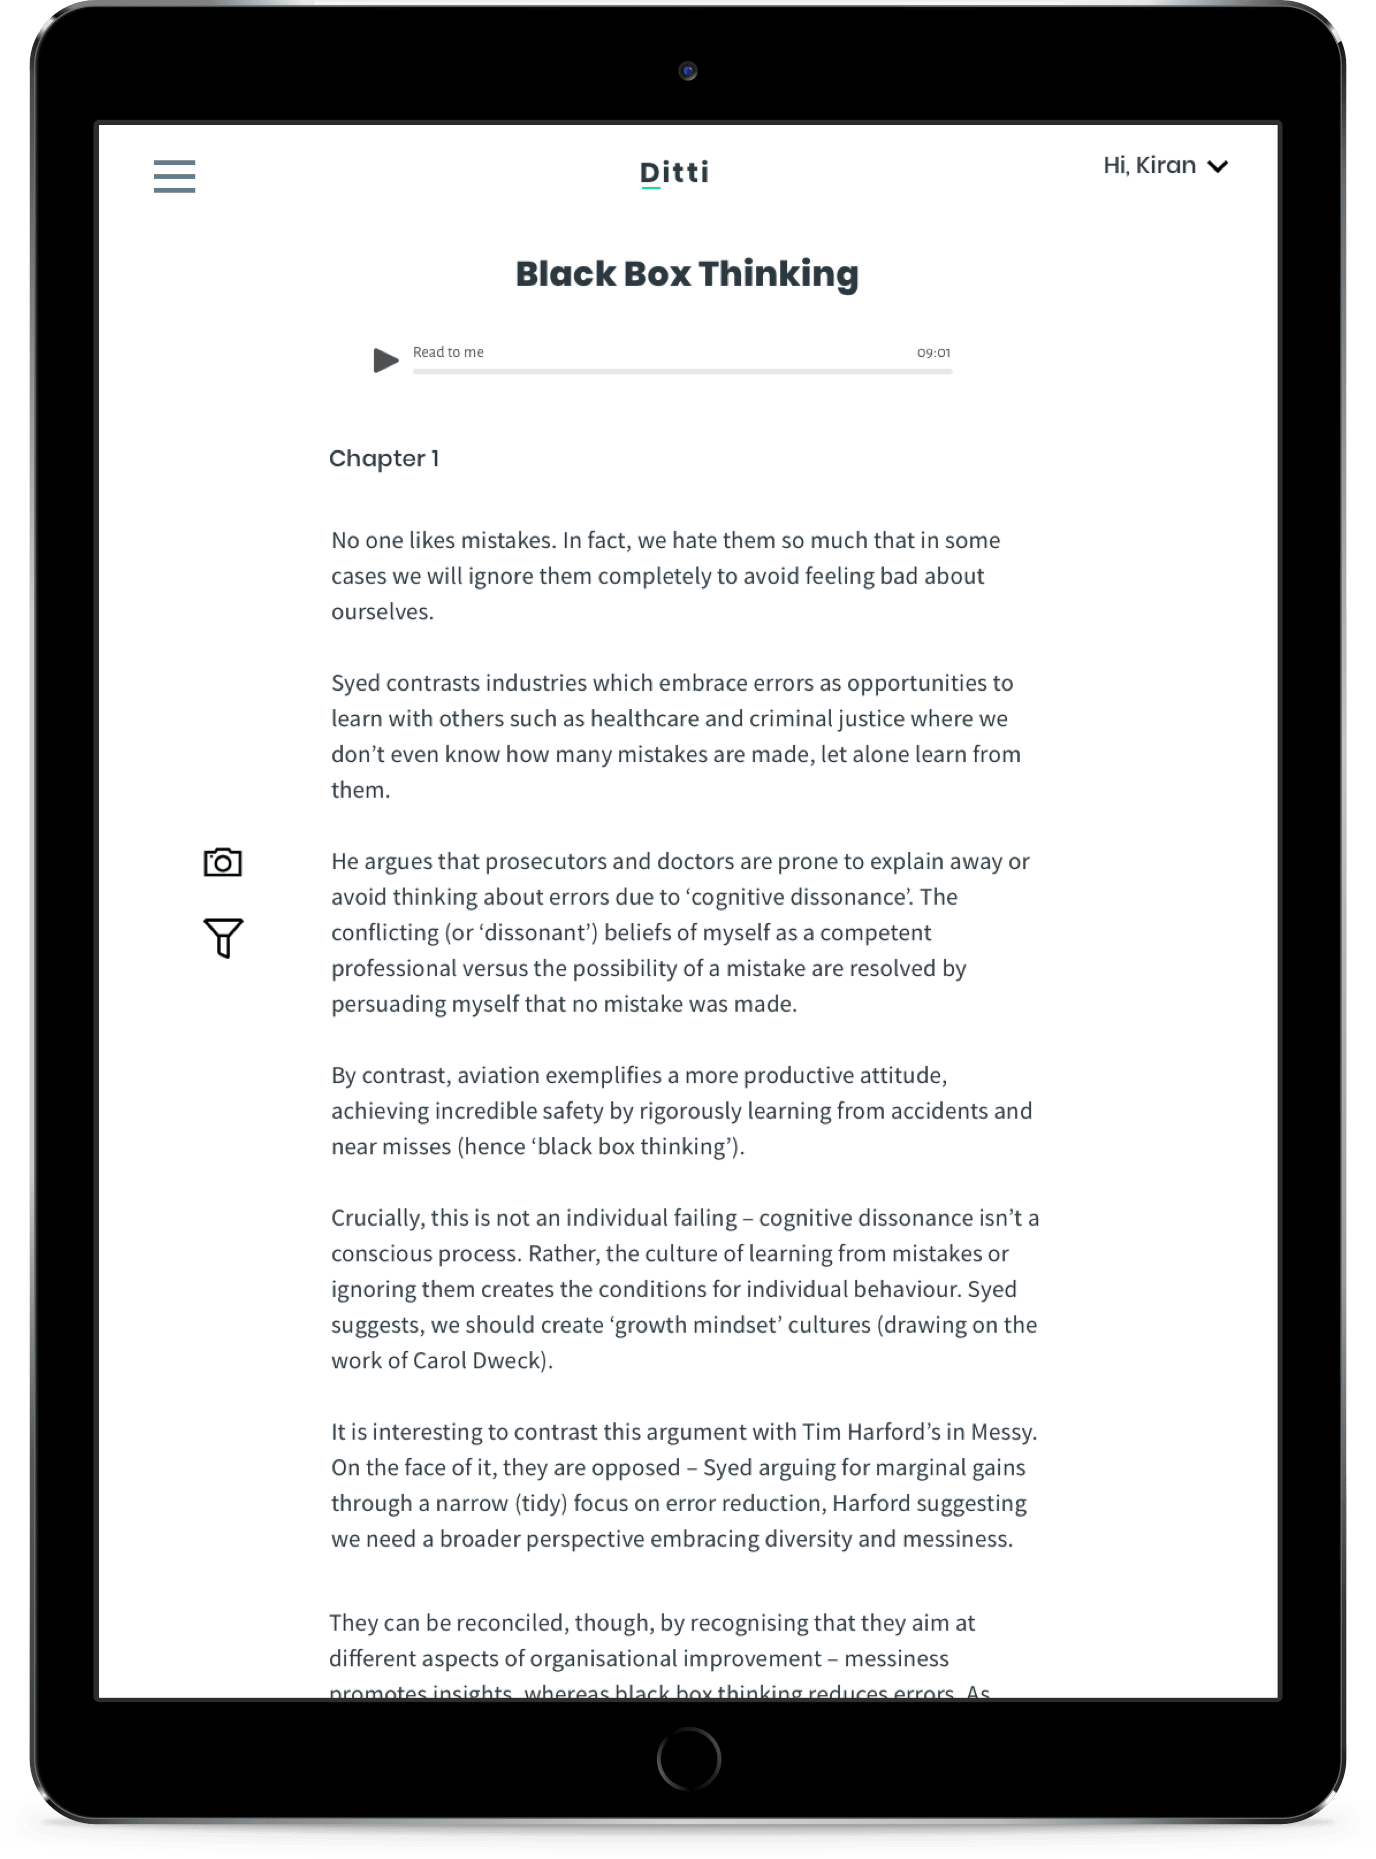 Ditti
Hi, Kiran
Black Box Thinking
Read to me
09:01
Chapter 1
No one likes mistakes. In fact, we hate them so much that in some
cases we will ignore them completely to avoid feeling bad about
ourselves.
Syed contrasts industries which embrace errors as opportunities to
learn with others such as healthcare and criminal justice where we
don’t even know how many mistakes are made, let alone learn from
them.
He argues that prosecutors and doctors are prone to explain away or
avoid thinking about errors due to ‘cognitive dissonance’. The
conflicting (or ‘dissonant’) beliefs of myself as a competent
professional versus the possibility of a mistake are resolved by
persuading myself that no mistake was made.
By contrast, aviation exemplifies a more productive attitude,
achieving incredible safety by rigorously learning from accidents and
near misses (hence ‘black box thinking’).
Crucially, this is not an individual failing – cognitive dissonance isn’t a
conscious process. Rather, the culture of learning from mistakes or
ignoring them creates the conditions for individual behaviour. Syed
suggests, we should create ‘growth mindset’ cultures (drawing on the
work of Carol Dweck).
It is interesting to contrast this argument with Tim Harford’s in Messy.
On the face of it, they are opposed – Syed arguing for marginal gains
through a narrow (tidy) focus on error reduction, Harford suggesting
we need a broader perspective embracing diversity and messiness.
They can be reconciled, though, by recognising that they aim at
different aspects of organisational improvement – messiness
promotes insights, whereas black box thinking reduces errors. As